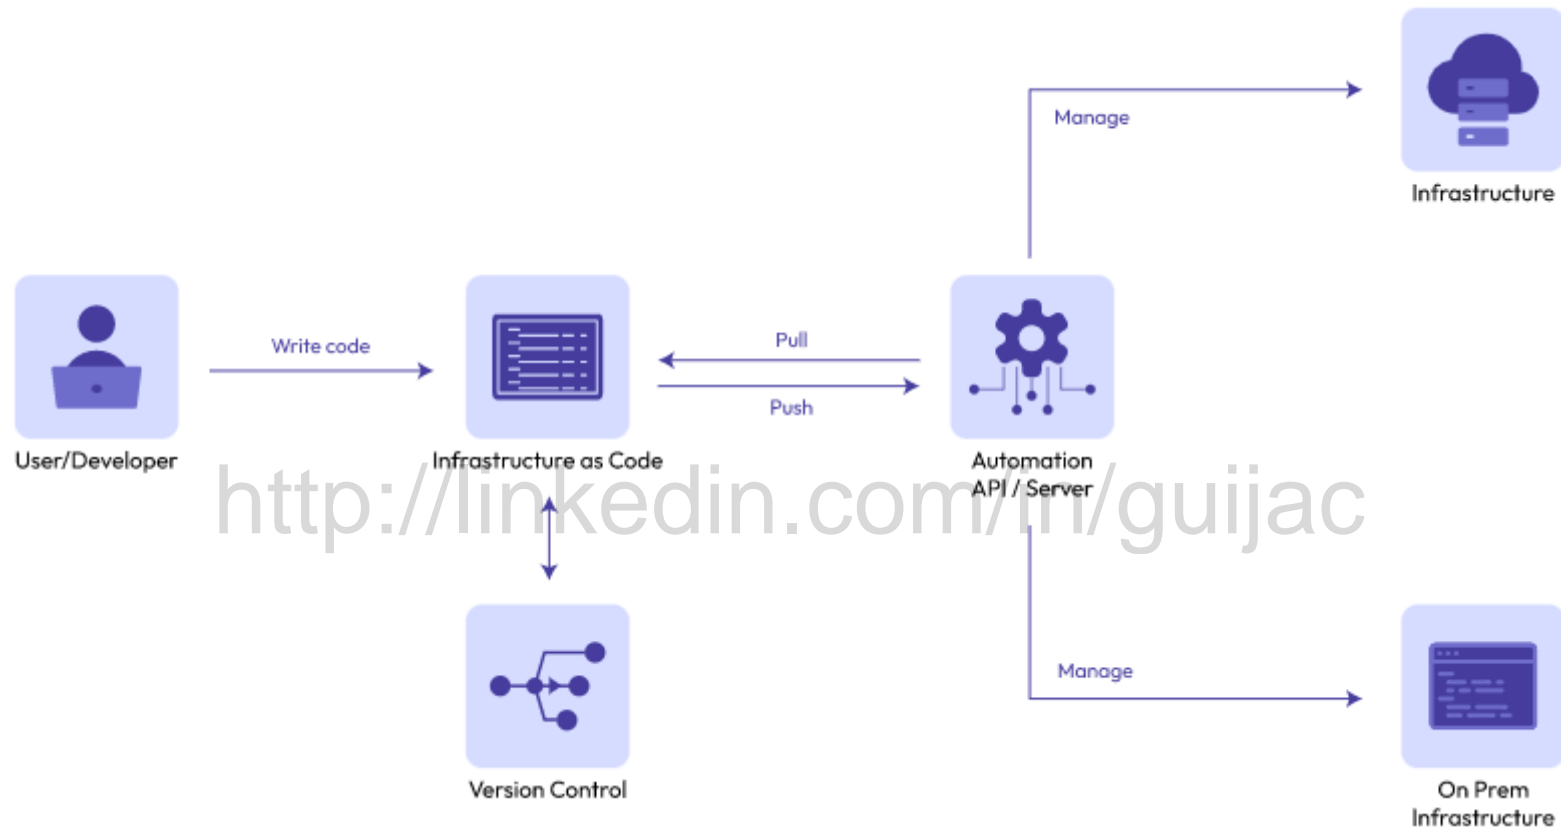 Manage
Infrastructure
Write code
Pull
Push
User/Developer
Infrastructure as Code
Automation
API / Server
http://linkedin.com/in/guijac
Manage
Version Control
On Prem
Infrastructure